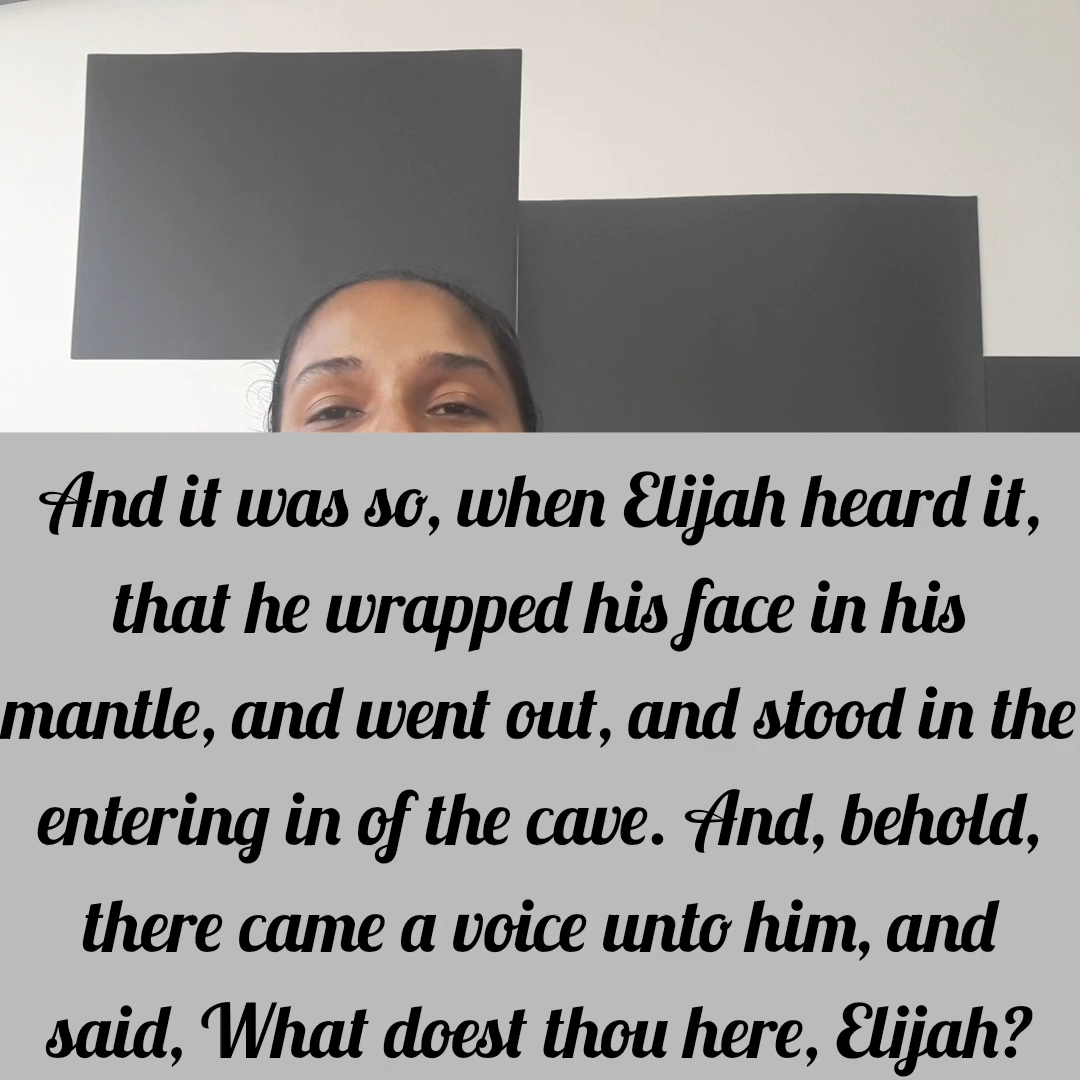 And it was so, when Elijah heard it,
that he wrapped his face in his
mantle, and went out, and stood in the
entering in of the cave. And, behold,
there came a voice unto him, and
said, What doest thou here, Elijah?